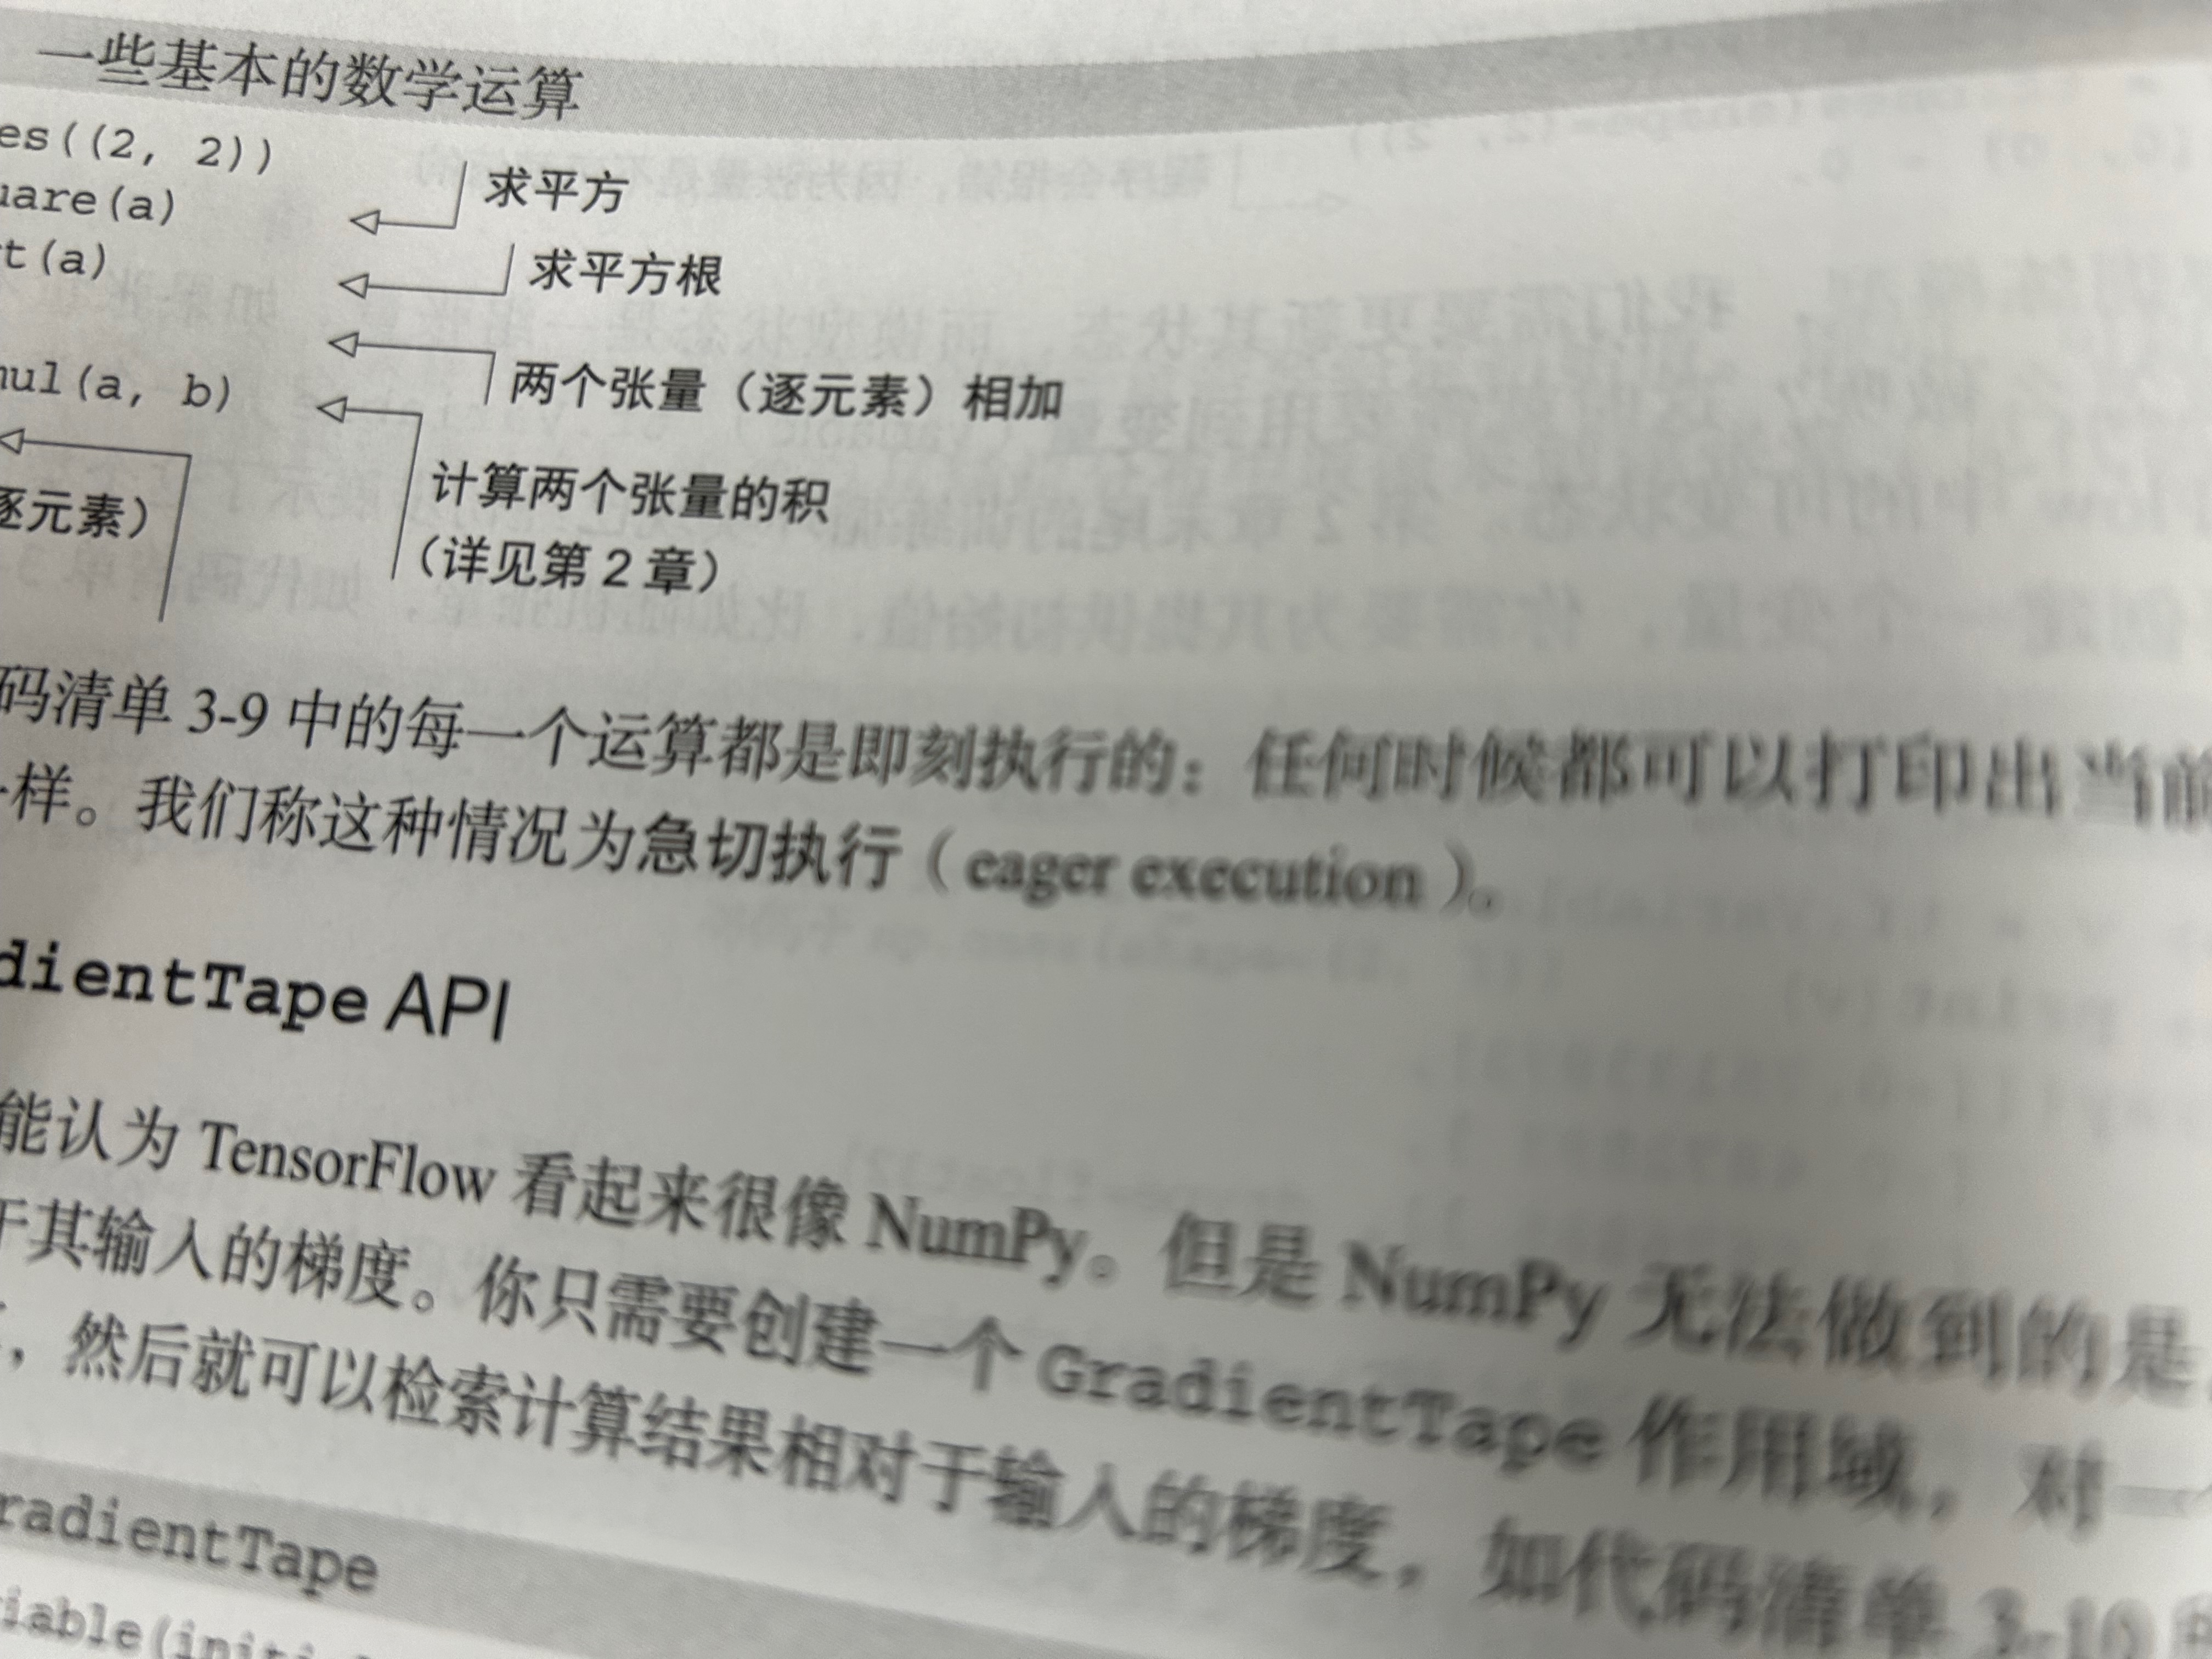 一些基本的数学运算
es((2, 2))
uare(a) 求平方
t(a) 求平方根
两个张量（逐元素）相加
mul(a, b)
计算两个张量的积
（详见第 2 章）
逐元素）
码清单 3-9 中的每一个运算都是即刻执行的：任何时候都可以打印出当前
一样。我们称这种情况为急切执行（eager execution）。
dientTape API
能认为 TensorFlow 看起来很像 NumPy。但是 NumPy 无法做到的是
于其输入的梯度。你只需要创建一个 GradientTape 作用域，对一
，然后就可以检索计算结果相对于输入的梯度，如代码清单 3-10
radientTape
iable(initi